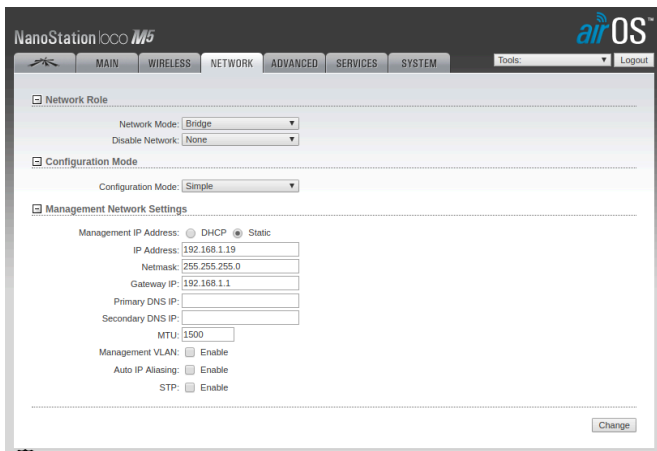 NanoStation loco M5
airOS™
MAIN WIRELESS NETWORK ADVANCED SERVICES SYSTEM Tools: Logout
Network Role
Network Mode: Bridge
Disable Network: None
Configuration Mode
Configuration Mode: Simple
Management Network Settings
Management IP Address: DHCP Static
IP Address: 192.168.1.19
Netmask: 255.255.255.0
Gateway IP: 192.168.1.1
Primary DNS IP:
Secondary DNS IP:
MTU: 1500
Management VLAN: Enable
Auto IP Aliasing: Enable
STP: Enable
Change